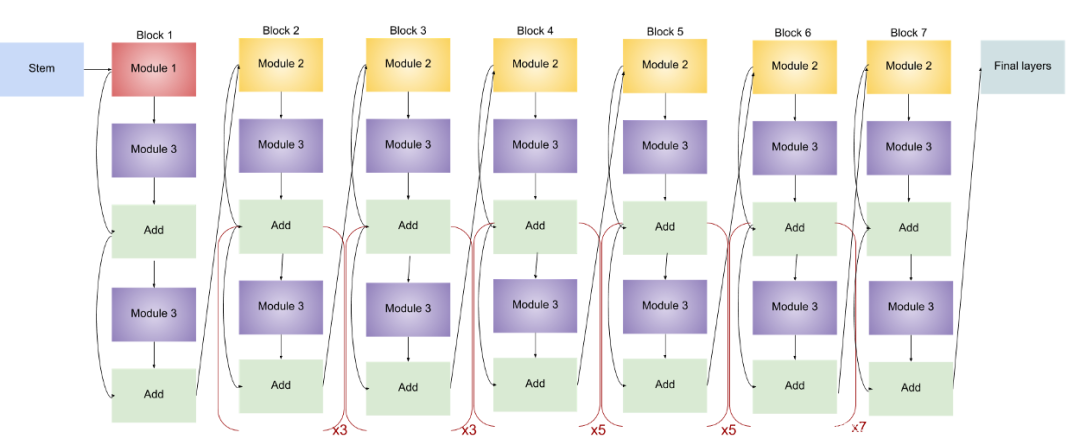 Block 1
Block 2
Block 3
Block 4
Block 5
Block 6
Block 7
Stem
Module 1
Module 2
Module 2
Module 2
Module 2
Module 2
Module 2
Final layers
Module 3
Module 3
Module 3
Module 3
Module 3
Module 3
Module 3
Add
Add
Add
Add
Add
Add
Add
Module 3
Module 3
Module 3
Module 3
Module 3
Module 3
Module 3
Add
Add
Add
Add
Add
Add
Add
x3
x3
x5
x5
x7